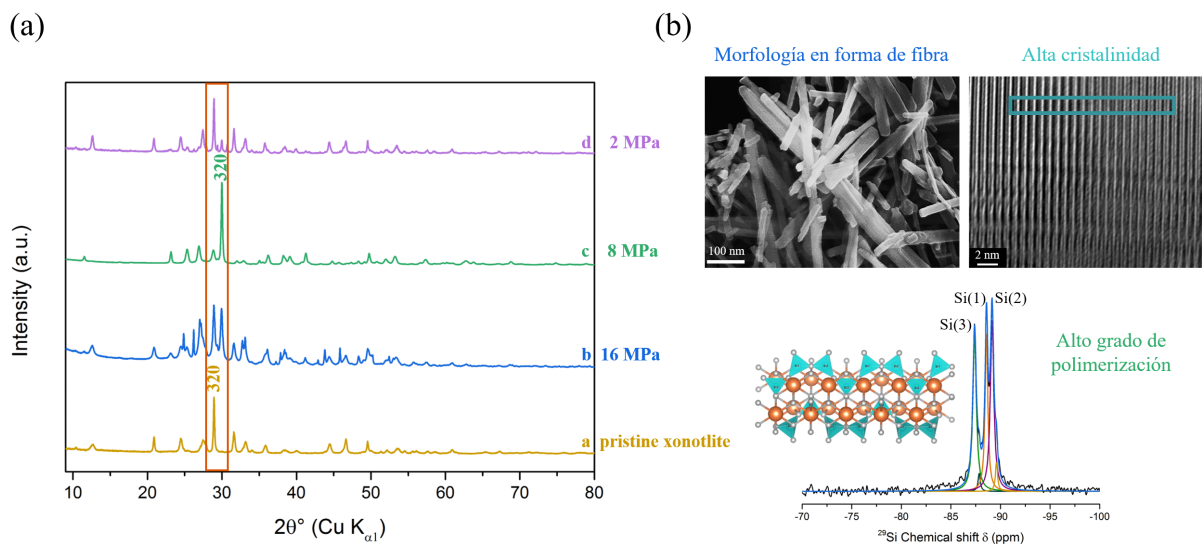 (a)
Intensity (a.u.)
d 2 MPa
320
c 8 MPa
b 16 MPa
320
a pristine xonotlite
10 20 30 40 50 60 70 80
2θ° (Cu Kα1)
(b)
Morfología en forma de fibra
Alta cristalinidad
100 nm
2 nm
Si(1) Si(2)
Si(3)
Alto grado de
polimerización
-70 -75 -80 -85 -90 -95 -100
²⁹Si Chemical shift δ (ppm)